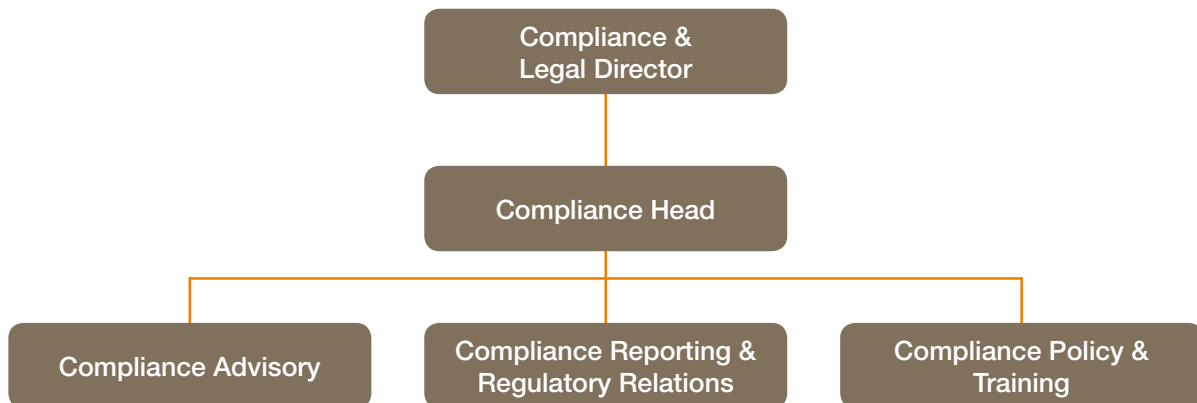 Compliance &
Legal Director
Compliance Head
Compliance Advisory
Compliance Reporting &
Regulatory Relations
Compliance Policy &
Training